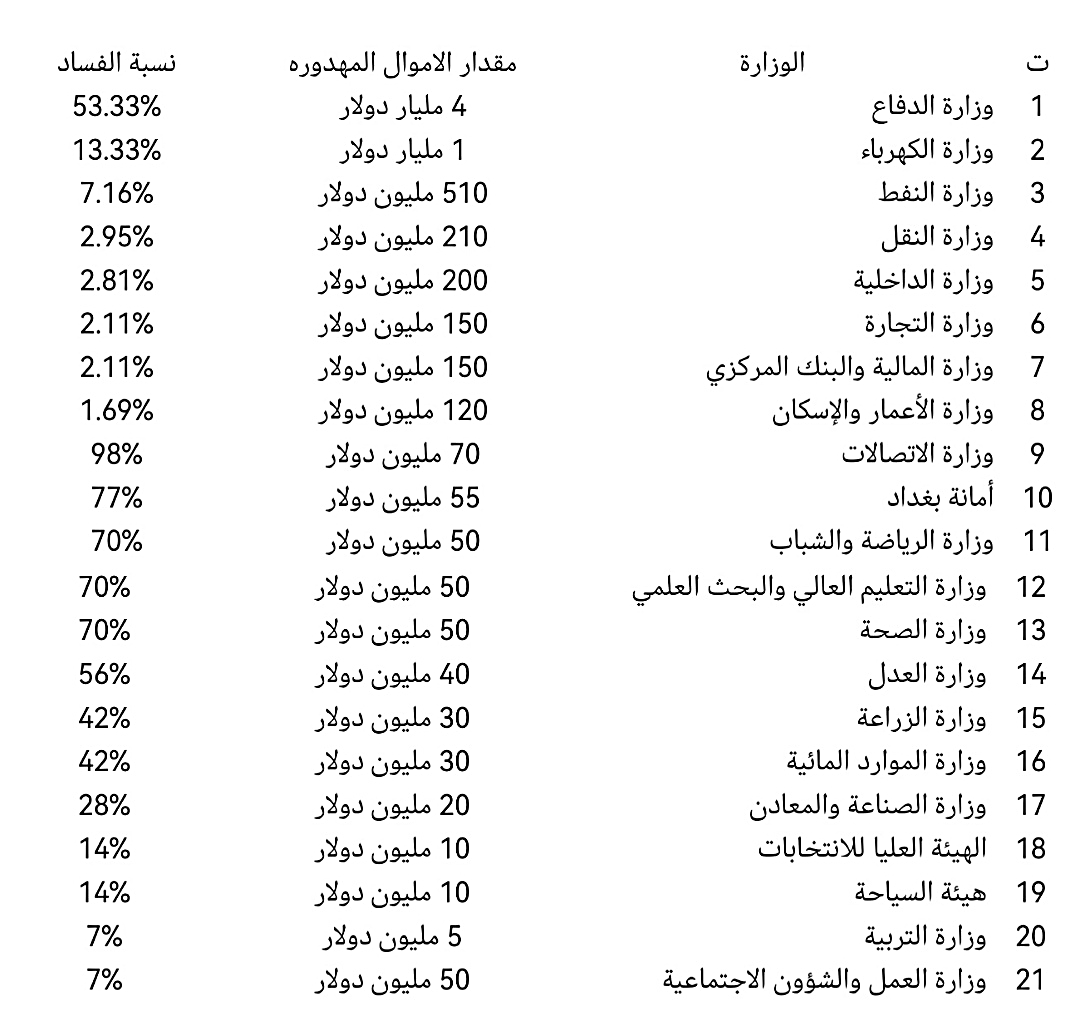 ت الوزارة مقدار الاموال المهدوره نسبة الفساد
1 وزارة الدفاع 4 مليار دولار 53.33%
2 وزارة الكهرباء 1 مليار دولار 13.33%
3 وزارة النفط 510 مليون دولار 7.16%
4 وزارة النقل 210 مليون دولار 2.95%
5 وزارة الداخلية 200 مليون دولار 2.81%
6 وزارة التجارة 150 مليون دولار 2.11%
7 وزارة المالية والبنك المركزي 150 مليون دولار 2.11%
8 وزارة الأعمار والإسكان 120 مليون دولار 1.69%
9 وزارة الاتصالات 70 مليون دولار 98%
10 أمانة بغداد 55 مليون دولار 77%
11 وزارة الرياضة والشباب 50 مليون دولار 70%
12 وزارة التعليم العالي والبحث العلمي 50 مليون دولار 70%
13 وزارة الصحة 50 مليون دولار 70%
14 وزارة العدل 40 مليون دولار 56%
15 وزارة الزراعة 30 مليون دولار 42%
16 وزارة الموارد المائية 30 مليون دولار 42%
17 وزارة الصناعة والمعادن 20 مليون دولار 28%
18 الهيئة العليا للانتخابات 10 مليون دولار 14%
19 هيئة السياحة 10 مليون دولار 14%
20 وزارة التربية 5 مليون دولار 7%
21 وزارة العمل والشؤون الاجتماعية 50 مليون دولار 7%